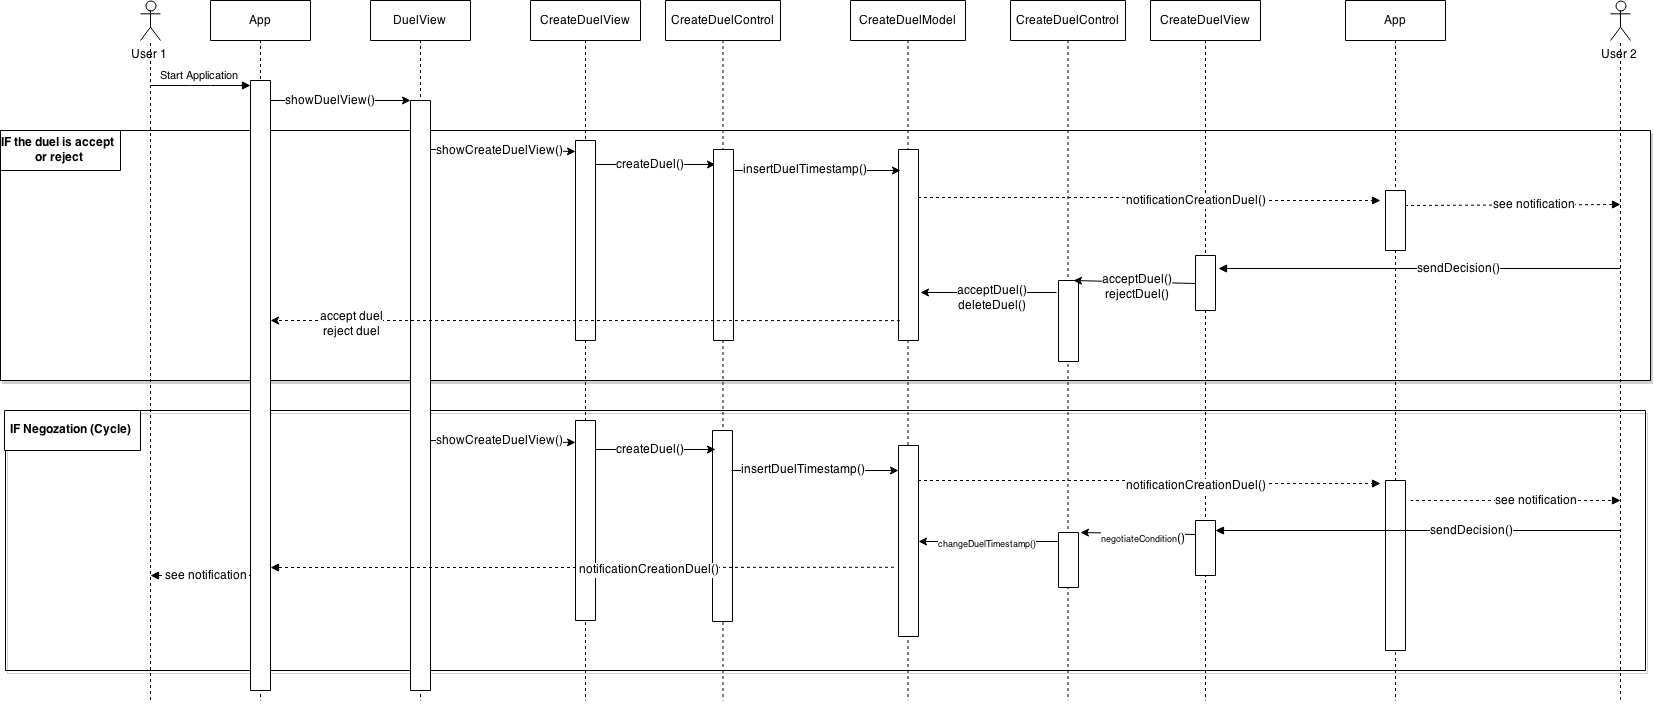 App
DuelView
CreateDuelView
CreateDuelControl
CreateDuelModel
CreateDuelControl
CreateDuelView
App
User 1
User 2
Start Application
showDuelView()
IF the duel is accept
or reject
showCreateDuelView()
createDuel()
insertDuelTimestamp()
notificationCreationDuel()
see notification
sendDecision()
acceptDuel()
rejectDuel()
acceptDuel()
deleteDuel()
accept duel
reject duel
IF Negozation (Cycle)
showCreateDuelView()
createDuel()
insertDuelTimestamp()
notificationCreationDuel()
see notification
sendDecision()
negotiateCondition()
changeDuelTimestamp()
notificationCreationDuel()
see notification